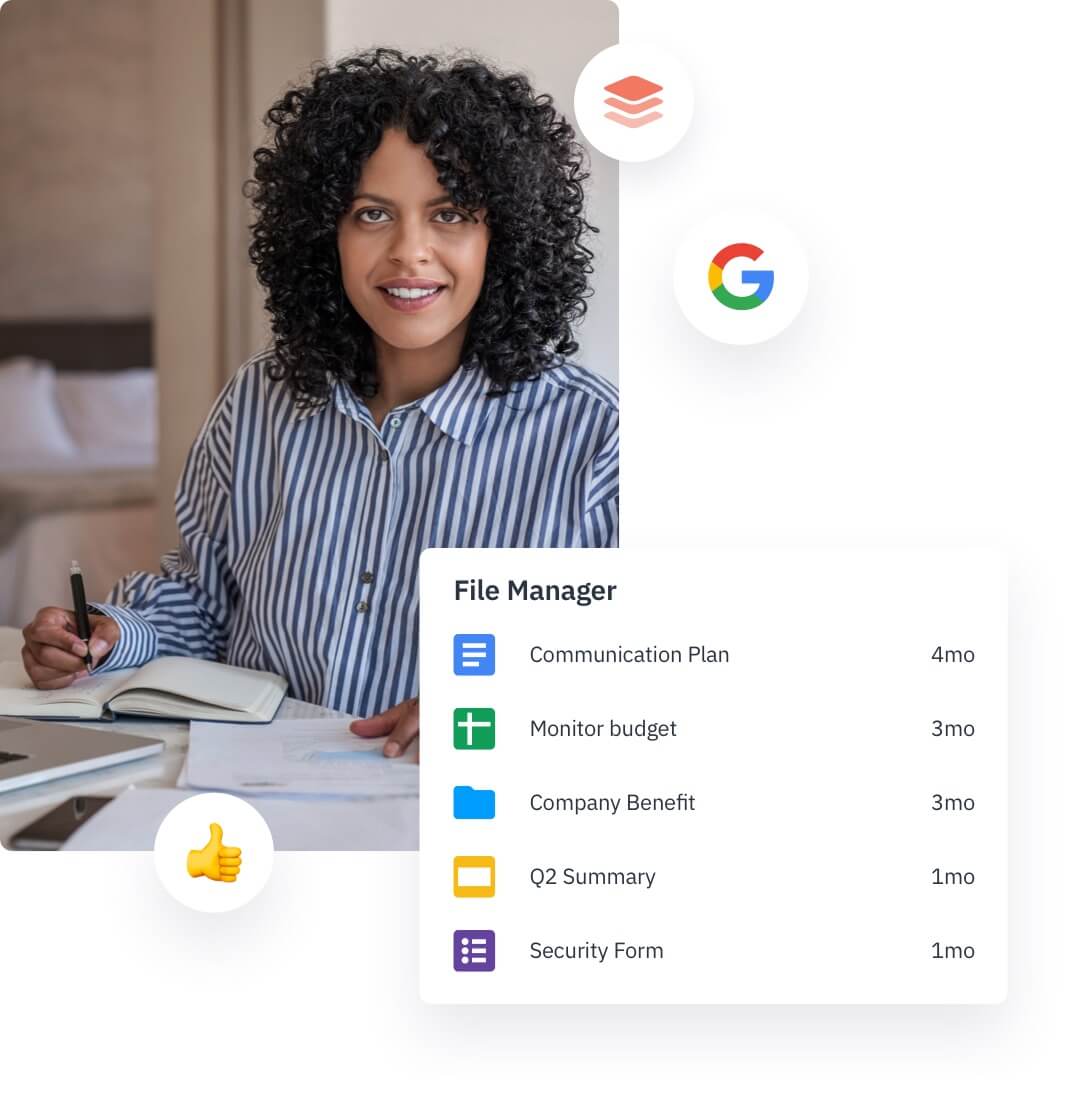 File Manager
Communication Plan 4mo
Monitor budget 3mo
Company Benefit 3mo
Q2 Summary 1mo
Security Form 1mo